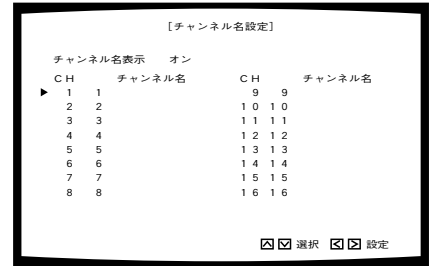 [チャンネル名設定]
チャンネル名表示 オン
CH チャンネル名 CH チャンネル名
▶ 1 1 9 9
2 2 10 10
3 3 11 11
4 4 12 12
5 5 13 13
6 6 14 14
7 7 15 15
8 8 16 16
選択 設定